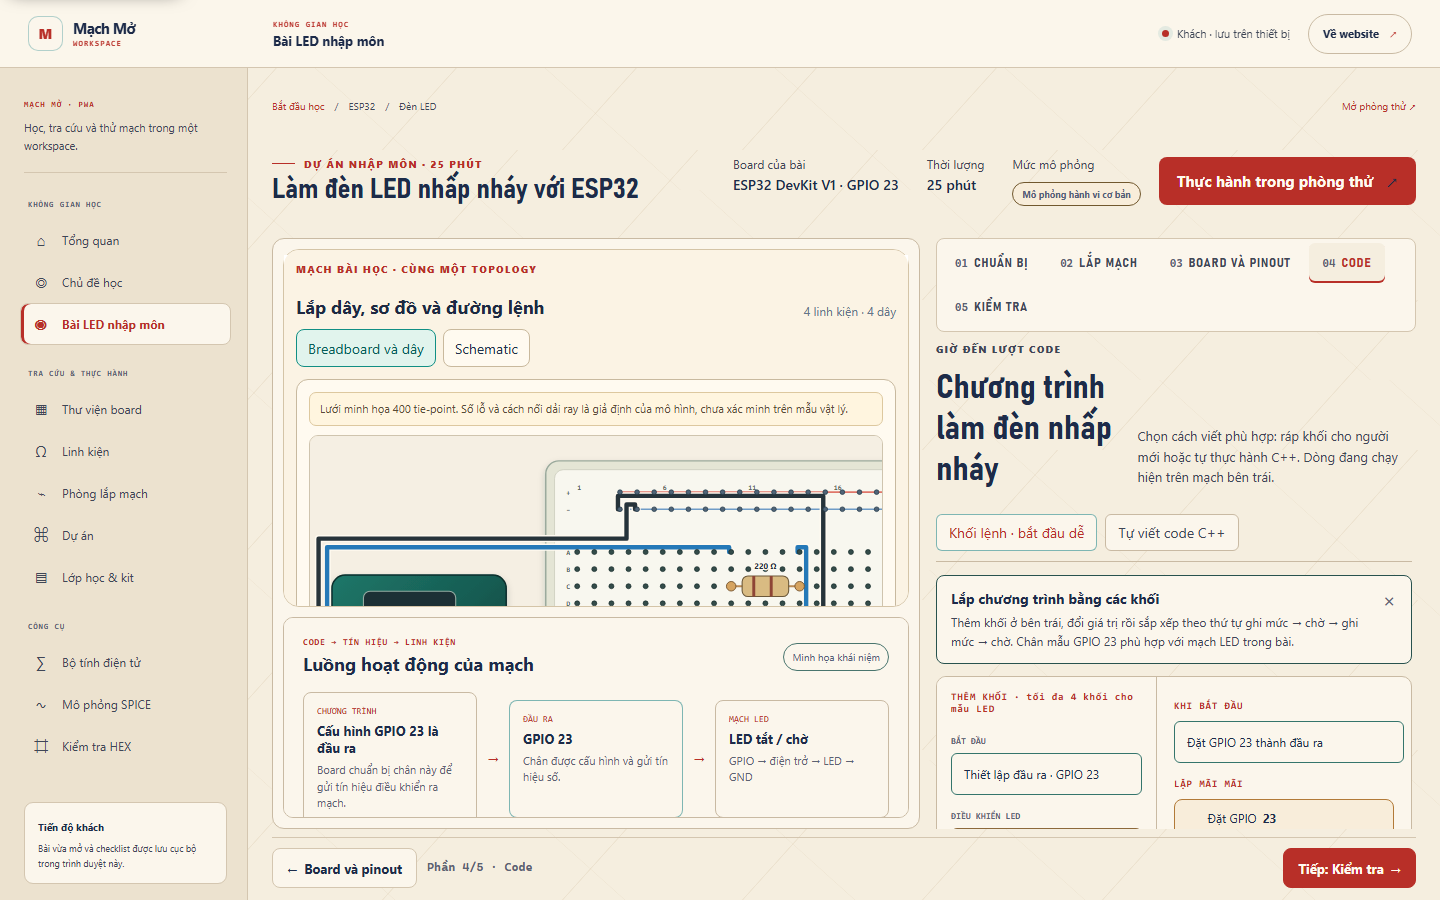 M
Mạch Mở
WORKSPACE
KHÔNG GIAN HỌC
Bài LED nhập môn
Khách · lưu trên thiết bị
Về website ↗
MẠCH MỞ · PWA
Học, tra cứu và thử mạch trong một
workspace.
KHÔNG GIAN HỌC
Tổng quan
Chủ đề học
Bài LED nhập môn
TRA CỨU & THỰC HÀNH
Thư viện board
Linh kiện
Phòng lắp mạch
Dự án
Lớp học & kit
CÔNG CỤ
Bộ tính điện tử
Mô phỏng SPICE
Kiểm tra HEX
Tiến độ khách
Bài vừa mở và checklist được lưu cục bộ
trong trình duyệt này.
Bắt đầu học / ESP32 / Đèn LED
Mở phòng thử ↗
DỰ ÁN NHẬP MÔN · 25 PHÚT
Làm đèn LED nhấp nháy với ESP32
Board của bài
ESP32 DevKit V1 · GPIO 23
Thời lượng
25 phút
Mức mô phỏng
Mô phỏng hành vi cơ bản
Thực hành trong phòng thử ↗
MẠCH BÀI HỌC · CÙNG MỘT TOPOLOGY
Lắp dây, sơ đồ và đường lệnh
4 linh kiện · 4 dây
Breadboard và dây
Schematic
Lưới minh họa 400 tie-point. Số lỗ và cách nối dải ray là giả định của mô hình, chưa xác minh trên mẫu vật lý.
1 6 11 16
+
−
A
B
C
D
220 Ω
CODE → TÍN HIỆU → LINH KIỆN
Luồng hoạt động của mạch
Minh họa khái niệm
CHƯƠNG TRÌNH
Cấu hình GPIO 23 là
đầu ra
Board chuẩn bị chân này để
gửi tín hiệu điều khiển ra
mạch.
→
ĐẦU RA
GPIO 23
Chân được cấu hình và gửi tín
hiệu số.
→
MẠCH LED
LED tắt / chờ
GPIO → điện trở → LED →
GND
01 CHUẨN BỊ
02 LẮP MẠCH
03 BOARD VÀ PINOUT
04 CODE
05 KIỂM TRA
GIỜ ĐẾN LƯỢT CODE
Chương trình
làm đèn nhấp
nháy
Chọn cách viết phù hợp: ráp khối cho người
mới hoặc tự thực hành C++. Dòng đang chạy
hiện trên mạch bên trái.
Khối lệnh · bắt đầu dễ
Tự viết code C++
Lắp chương trình bằng các khối
×
Thêm khối ở bên trái, đổi giá trị rồi sắp xếp theo thứ tự ghi mức → chờ → ghi
mức → chờ. Chân mẫu GPIO 23 phù hợp với mạch LED trong bài.
THÊM KHỐI · tối đa 4 khối cho
mẫu LED
BẮT ĐẦU
Thiết lập đầu ra · GPIO 23
ĐIỀU KHIỂN LED
KHI BẮT ĐẦU
Đặt GPIO 23 thành đầu ra
LẶP MÃI MÃI
Đặt GPIO 23
← Board và pinout
Phần 4/5 · Code
Tiếp: Kiểm tra →